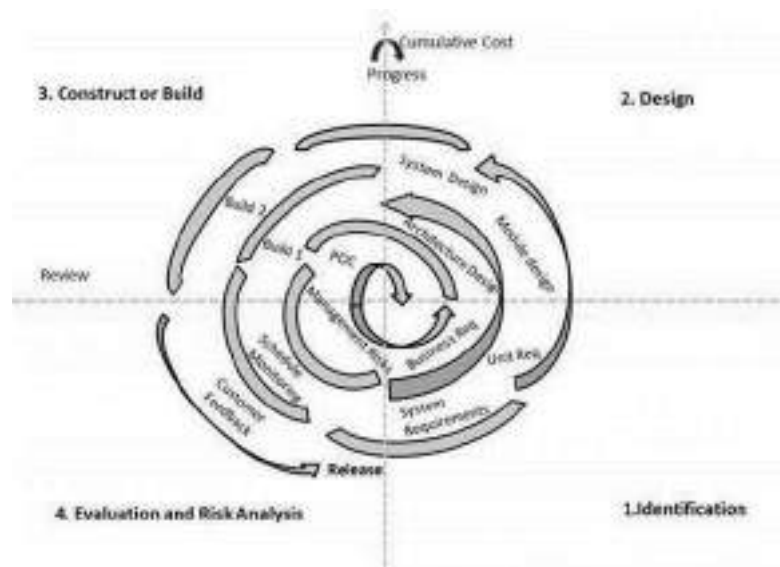 Cumulative Cost
Progress
3. Construct or Build
2. Design
System Design
Module design
Build 2
Architecture Desig
Build 1
POC
Review
Management Risks
Business Req
Unit Req
Schedule
Monitoring
Customer
Feedback
System
Requirements
Release
4. Evaluation and Risk Analysis
1.Identification